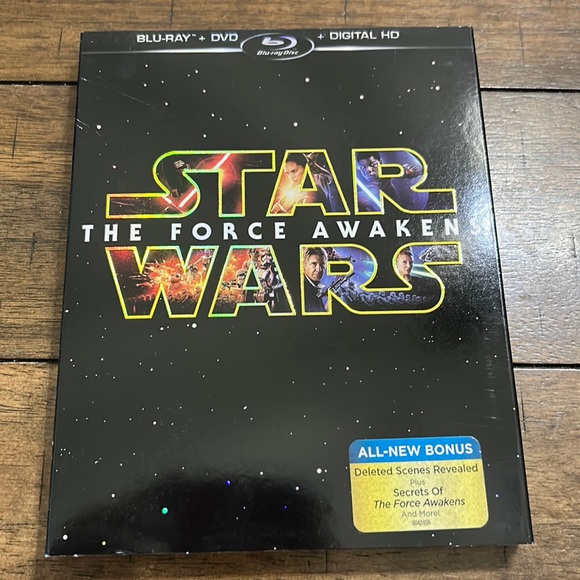 BLU-RAY™ + DVD Blu-ray Disc + DIGITAL HD
STAR
THE FORCE AWAKENS
WARS
ALL-NEW BONUS
Deleted Scenes Revealed
Plus
Secrets Of
The Force Awakens
And More!